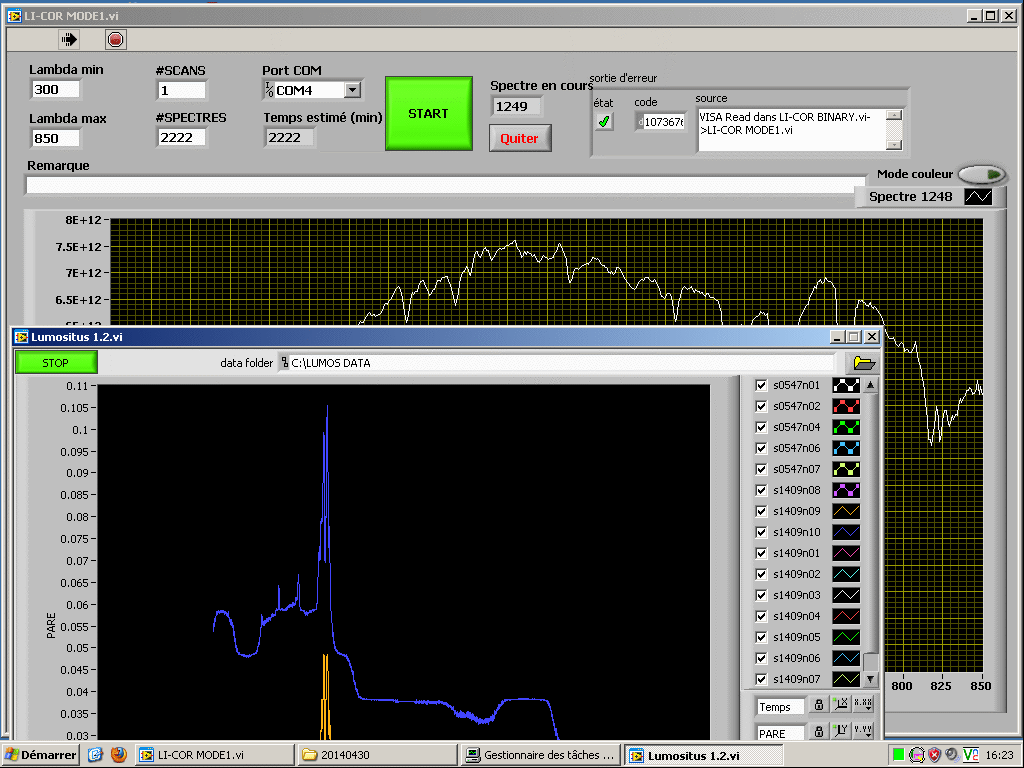 LI-COR MODE1.vi
Lambda min
#SCANS
Port COM
300
1
COM4
Lambda max
#SPECTRES
Temps estimé (min)
850
2222
2222
START
Spectre en cours
1249
Quiter
sortie d'erreur
état
code
source
1073676
VISA Read dans LI-COR BINARY.vi-
>LI-COR MODE1.vi
Remarque
Mode couleur
Spectre 1248
8E+12
7.5E+12
7E+12
6.5E+12
800 825 850
Lumositus 1.2.vi
STOP
data folder
C:\LUMOS DATA
0.11
0.105
0.1
0.095
0.09
0.085
0.08
0.075
0.07
0.065
0.06
0.055
0.05
0.045
0.04
0.035
0.03
PARE
s0547n01
s0547n02
s0547n04
s0547n06
s0547n07
s1409n08
s1409n09
s1409n10
s1409n01
s1409n02
s1409n03
s1409n04
s1409n05
s1409n06
s1409n07
Temps
X.XX
PARE
Y.YY
Démarrer
LI-COR MODE1.vi
20140430
Gestionnaire des tâches ...
Lumositus 1.2.vi
16:23